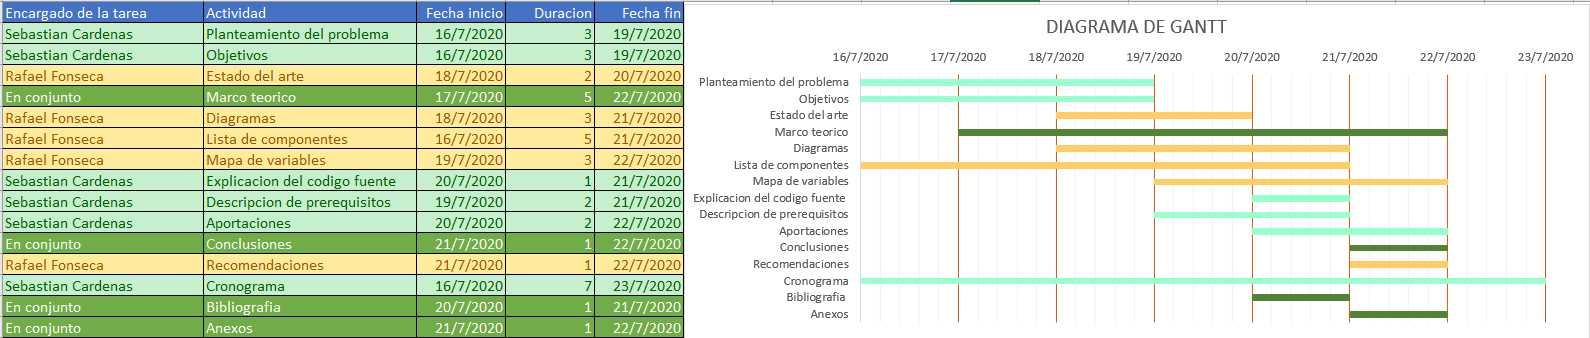 Encargado de la tarea Actividad Fecha inicio Duracion Fecha fin
Sebastian Cardenas Planteamiento del problema 16/7/2020 3 19/7/2020
Sebastian Cardenas Objetivos 16/7/2020 3 19/7/2020
Rafael Fonseca Estado del arte 18/7/2020 2 20/7/2020
En conjunto Marco teorico 17/7/2020 5 22/7/2020
Rafael Fonseca Diagramas 18/7/2020 3 21/7/2020
Rafael Fonseca Lista de componentes 16/7/2020 5 21/7/2020
Rafael Fonseca Mapa de variables 19/7/2020 3 22/7/2020
Sebastian Cardenas Explicacion del codigo fuente 20/7/2020 1 21/7/2020
Sebastian Cardenas Descripcion de prerequisitos 19/7/2020 2 21/7/2020
Sebastian Cardenas Aportaciones 20/7/2020 2 22/7/2020
En conjunto Conclusiones 21/7/2020 1 22/7/2020
Rafael Fonseca Recomendaciones 21/7/2020 1 22/7/2020
Sebastian Cardenas Cronograma 16/7/2020 7 23/7/2020
En conjunto Bibliografia 20/7/2020 1 21/7/2020
En conjunto Anexos 21/7/2020 1 22/7/2020
DIAGRAMA DE GANTT
16/7/2020 17/7/2020 18/7/2020 19/7/2020 20/7/2020 21/7/2020 22/7/2020 23/7/2020
Planteamiento del problema
Objetivos
Estado del arte
Marco teorico
Diagramas
Lista de componentes
Mapa de variables
Explicacion del codigo fuente
Descripcion de prerequisitos
Aportaciones
Conclusiones
Recomendaciones
Cronograma
Bibliografia
Anexos